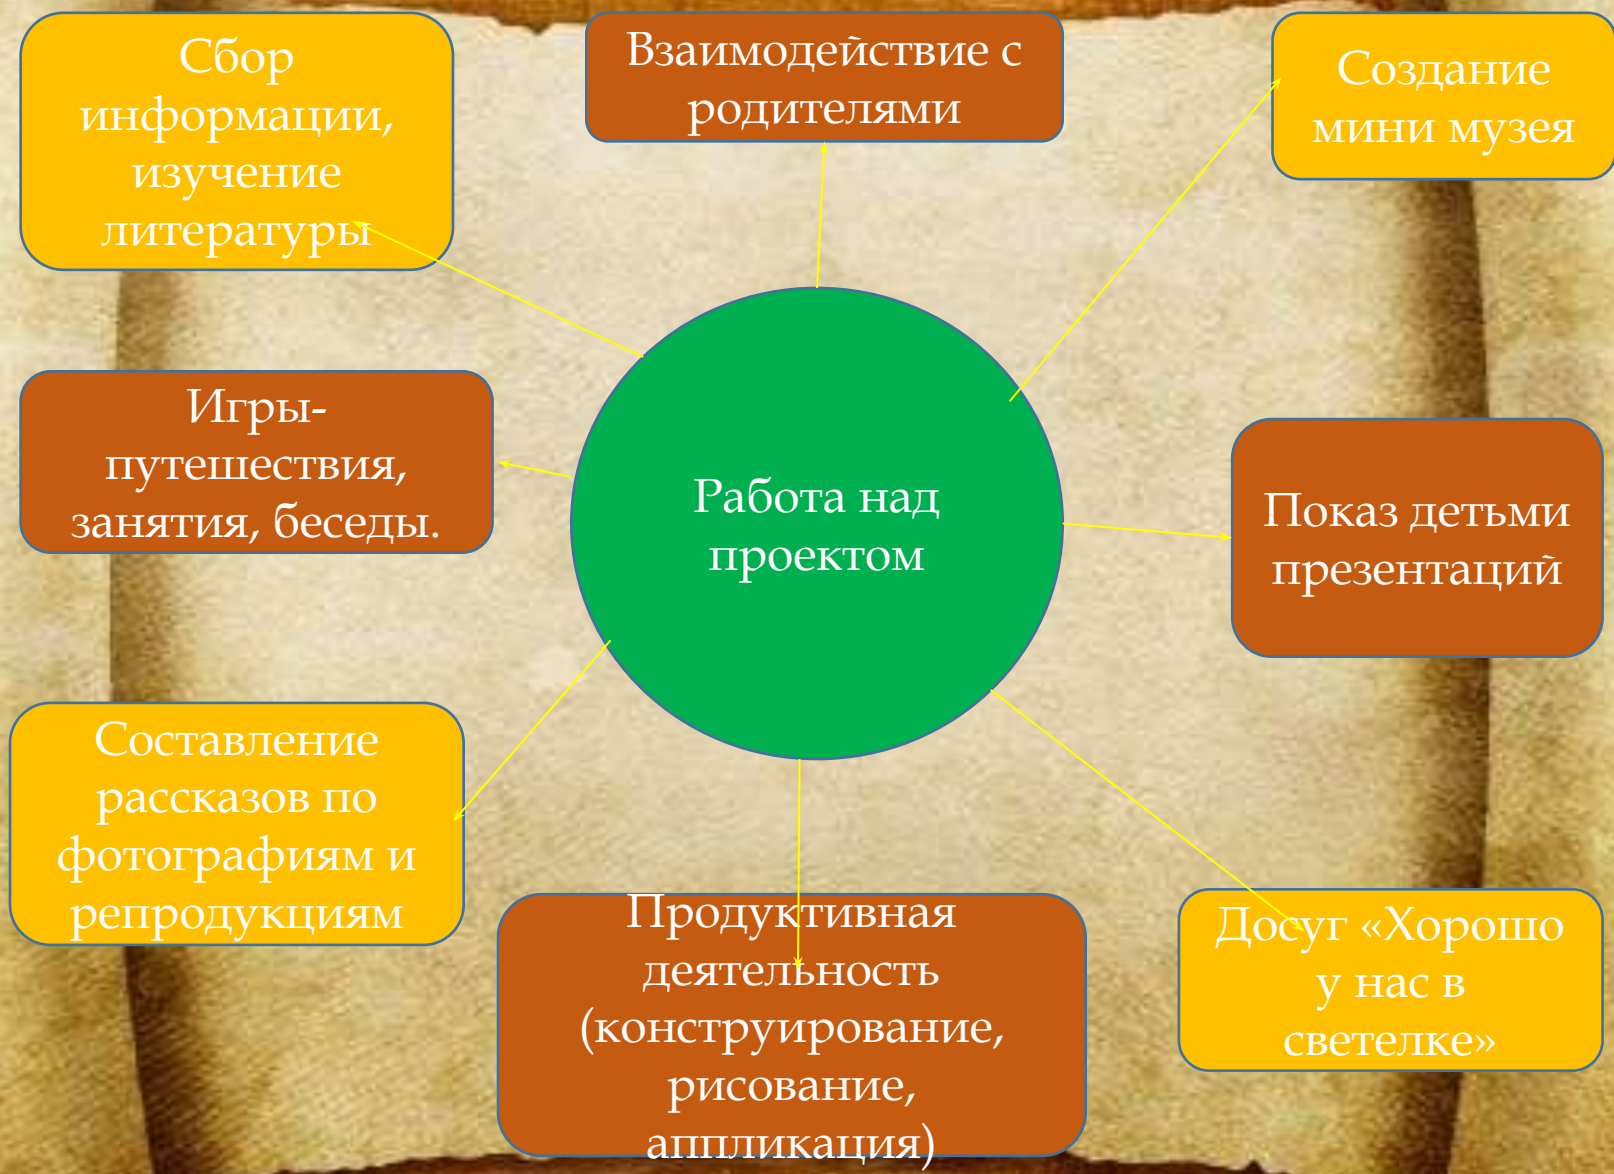 Сбор
информации,
изучение
литературы
Взаимодействие с
родителями
Создание
мини музея
Игры-
путешествия,
занятия, беседы.
Работа над
проектом
Показ детьми
презентаций
Составление
рассказов по
фотографиям и
репродукциям
Продуктивная
деятельность
(конструирование,
рисование,
аппликация)
Досуг «Хорошо
у нас в
светелке»